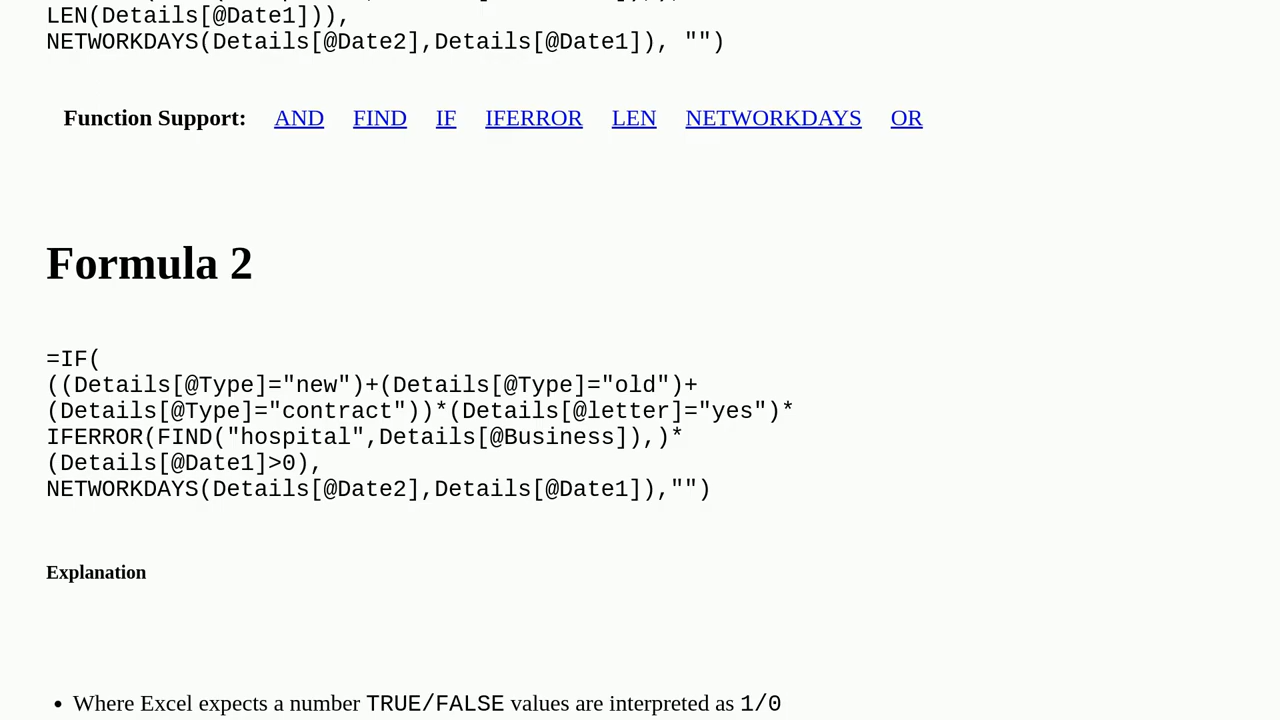 LEN(Details[@Date1])),
NETWORKDAYS(Details[@Date2],Details[@Date1]), "")
Function Support: AND FIND IF IFERROR LEN NETWORKDAYS OR
Formula 2
=IF(
((Details[@Type]="new")+(Details[@Type]="old")+
(Details[@Type]="contract"))*(Details[@letter]="yes")*
IFERROR(FIND("hospital",Details[@Business]),)*
(Details[@Date1]>0),
NETWORKDAYS(Details[@Date2],Details[@Date1]),"")
Explanation
• Where Excel expects a number TRUE/FALSE values are interpreted as 1/0